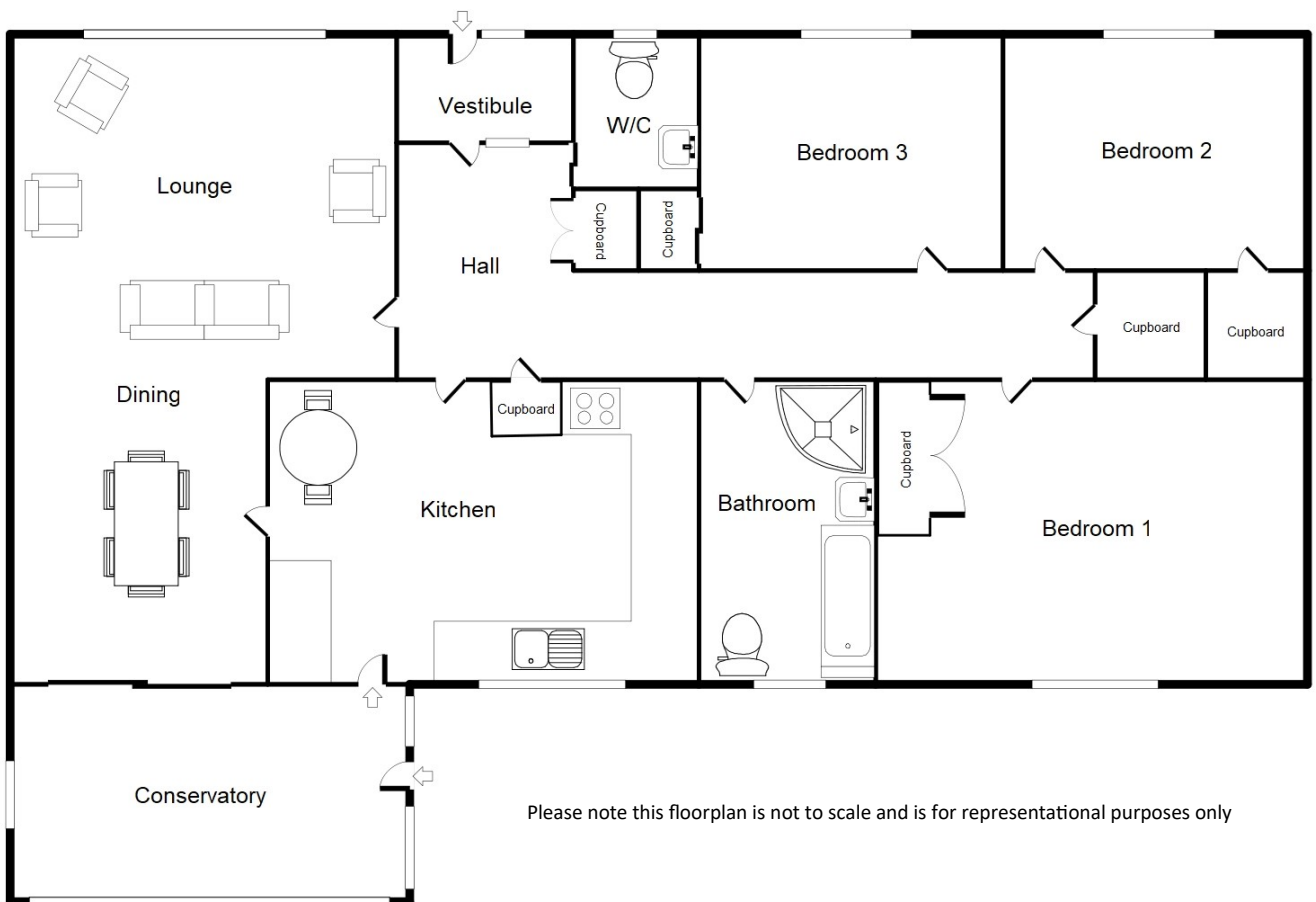 Vestibule
W/C
Bedroom 3
Bedroom 2
Lounge
Cupboard
Cupboard
Hall
Cupboard
Cupboard
Dining
Cupboard
Cupboard
Kitchen
Bathroom
Bedroom 1
Conservatory
Please note this floorplan is not to scale and is for representational purposes only